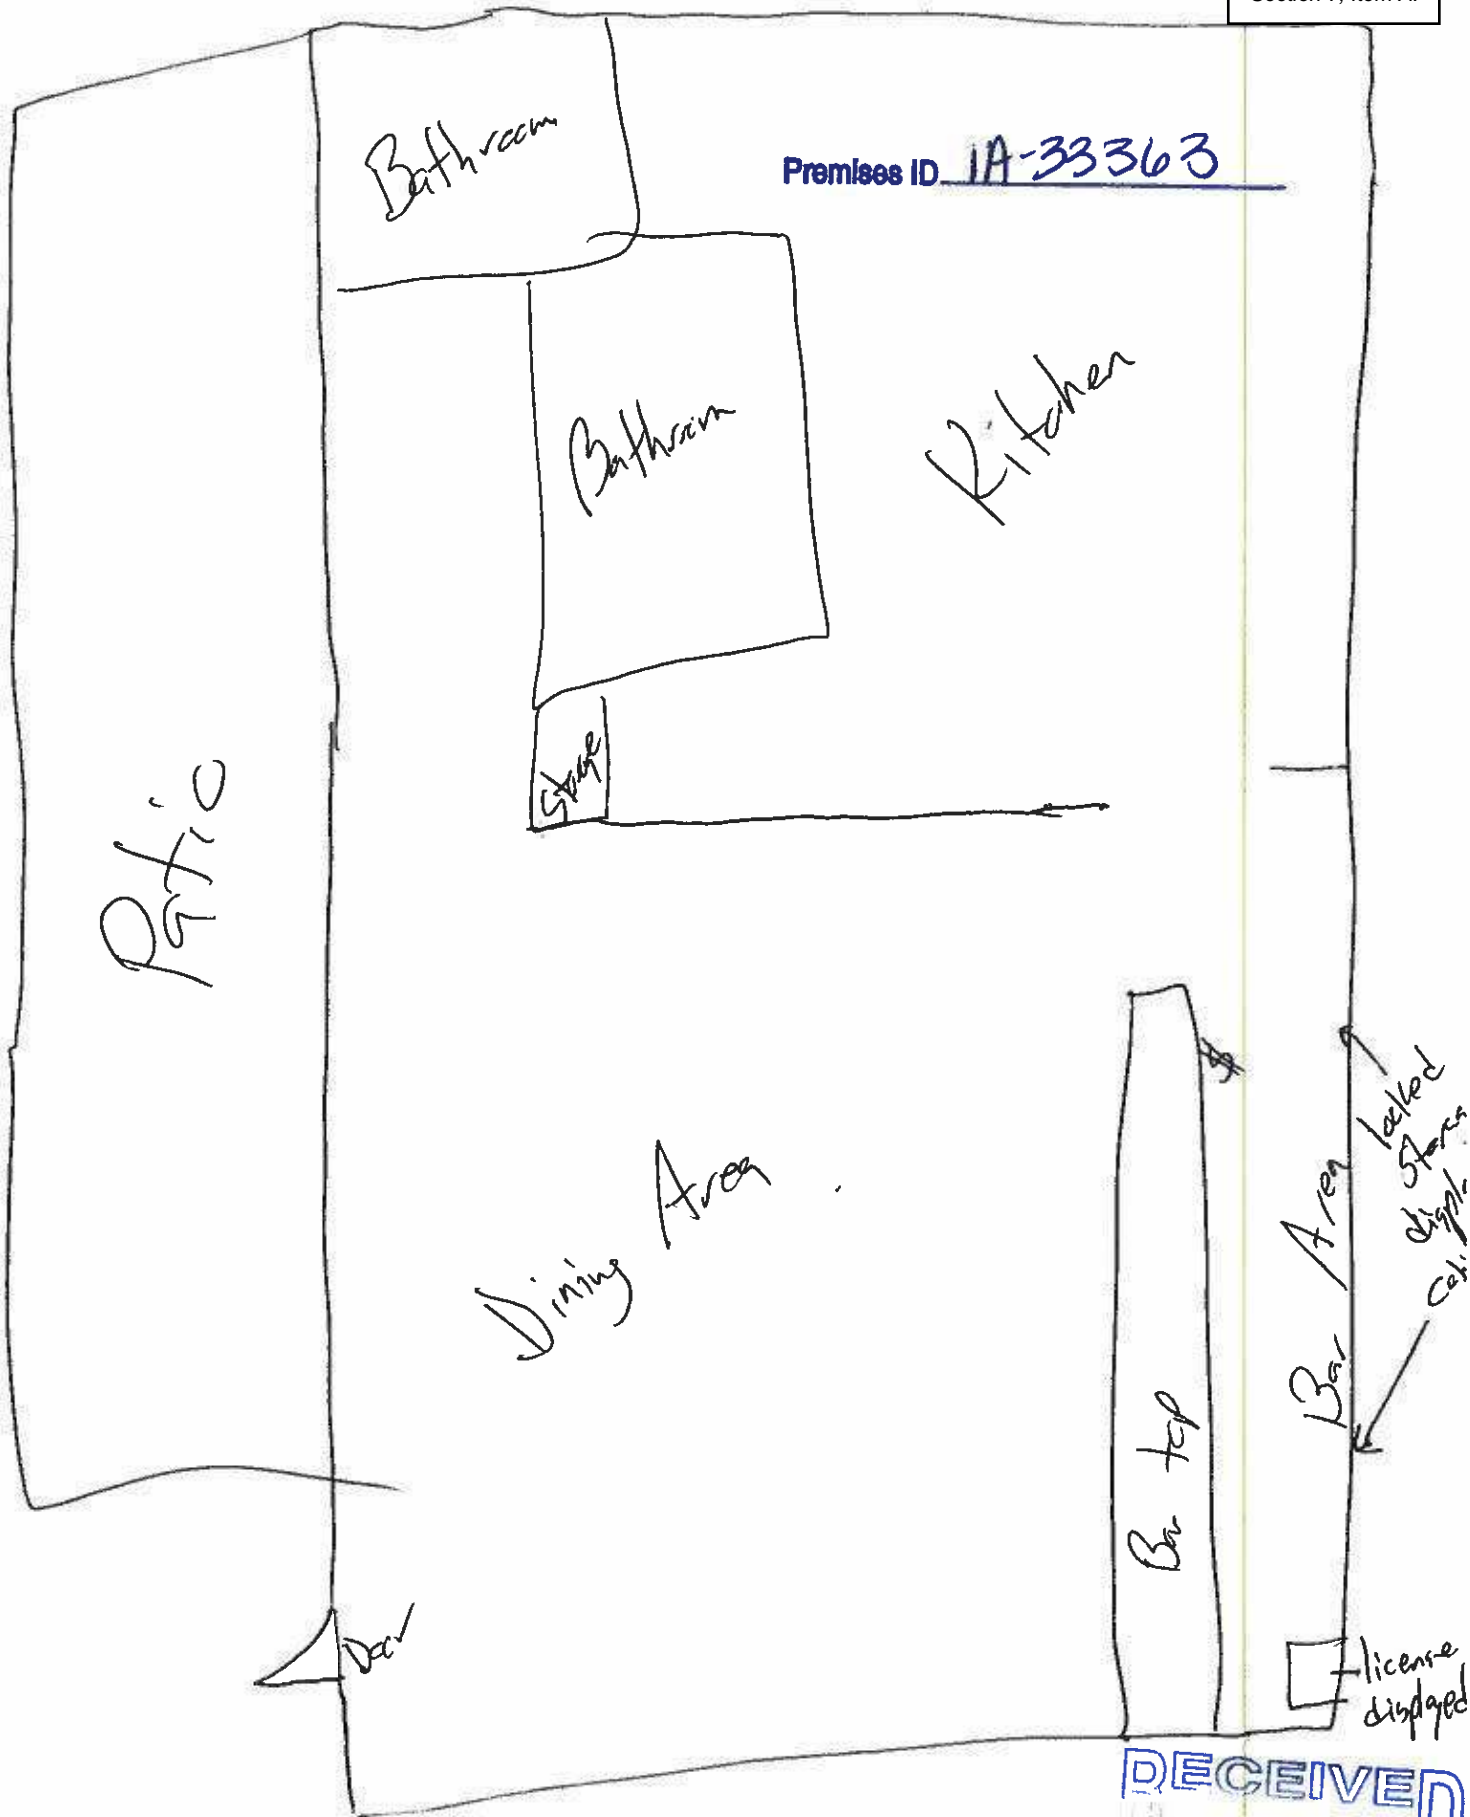 Bathroom
Premises ID 1A-33363
Bathroom
Kitchen
Patio
$
locked
Dining Area
Bar Area
Bar top
Door
license
displayed
RECEIVED